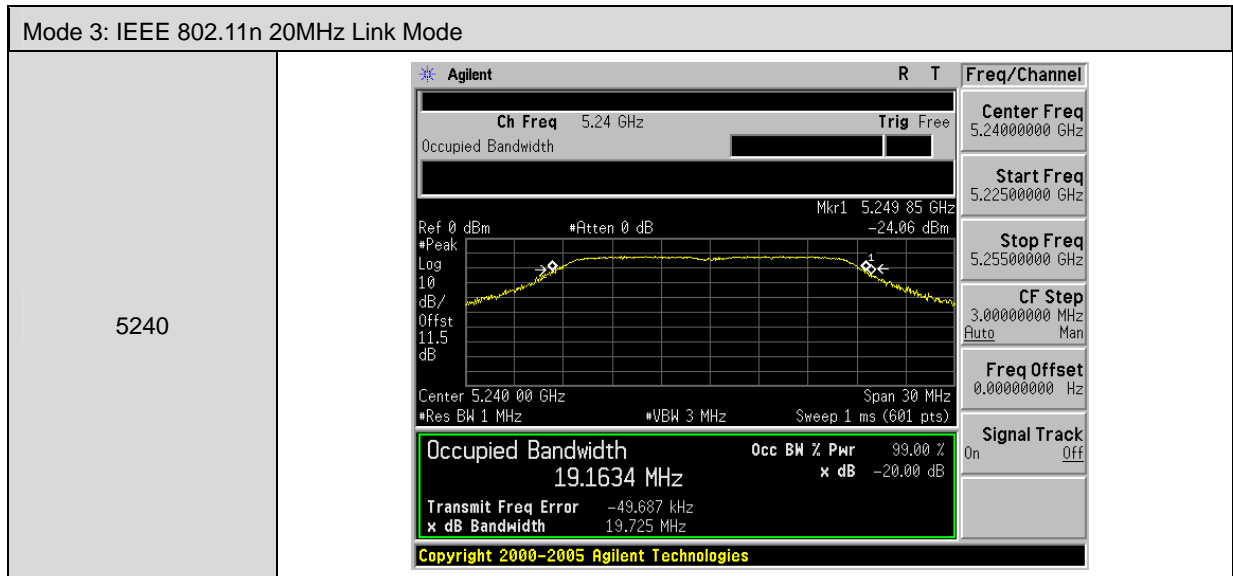 Mode 3: IEEE 802.11n 20MHz Link Mode
5240
Agilent R T
Ch Freq 5.24 GHz Trig Free
Occupied Bandwidth
Mkr1 5.249 85 GHz
Ref 0 dBm #Atten 0 dB -24.06 dBm
#Peak
Log
10
dB/
Offst
11.5
dB
1
Center 5.240 00 GHz Span 30 MHz
#Res BW 1 MHz #VBW 3 MHz Sweep 1 ms (601 pts)
Occupied Bandwidth Occ BW % Pwr 99.00 %
19.1634 MHz x dB -20.00 dB
Transmit Freq Error -49.687 kHz
x dB Bandwidth 19.725 MHz
Copyright 2000-2005 Agilent Technologies
Freq/Channel
Center Freq
5.24000000 GHz
Start Freq
5.22500000 GHz
Stop Freq
5.25500000 GHz
CF Step
3.00000000 MHz
Auto Man
Freq Offset
0.00000000 Hz
Signal Track
On Off